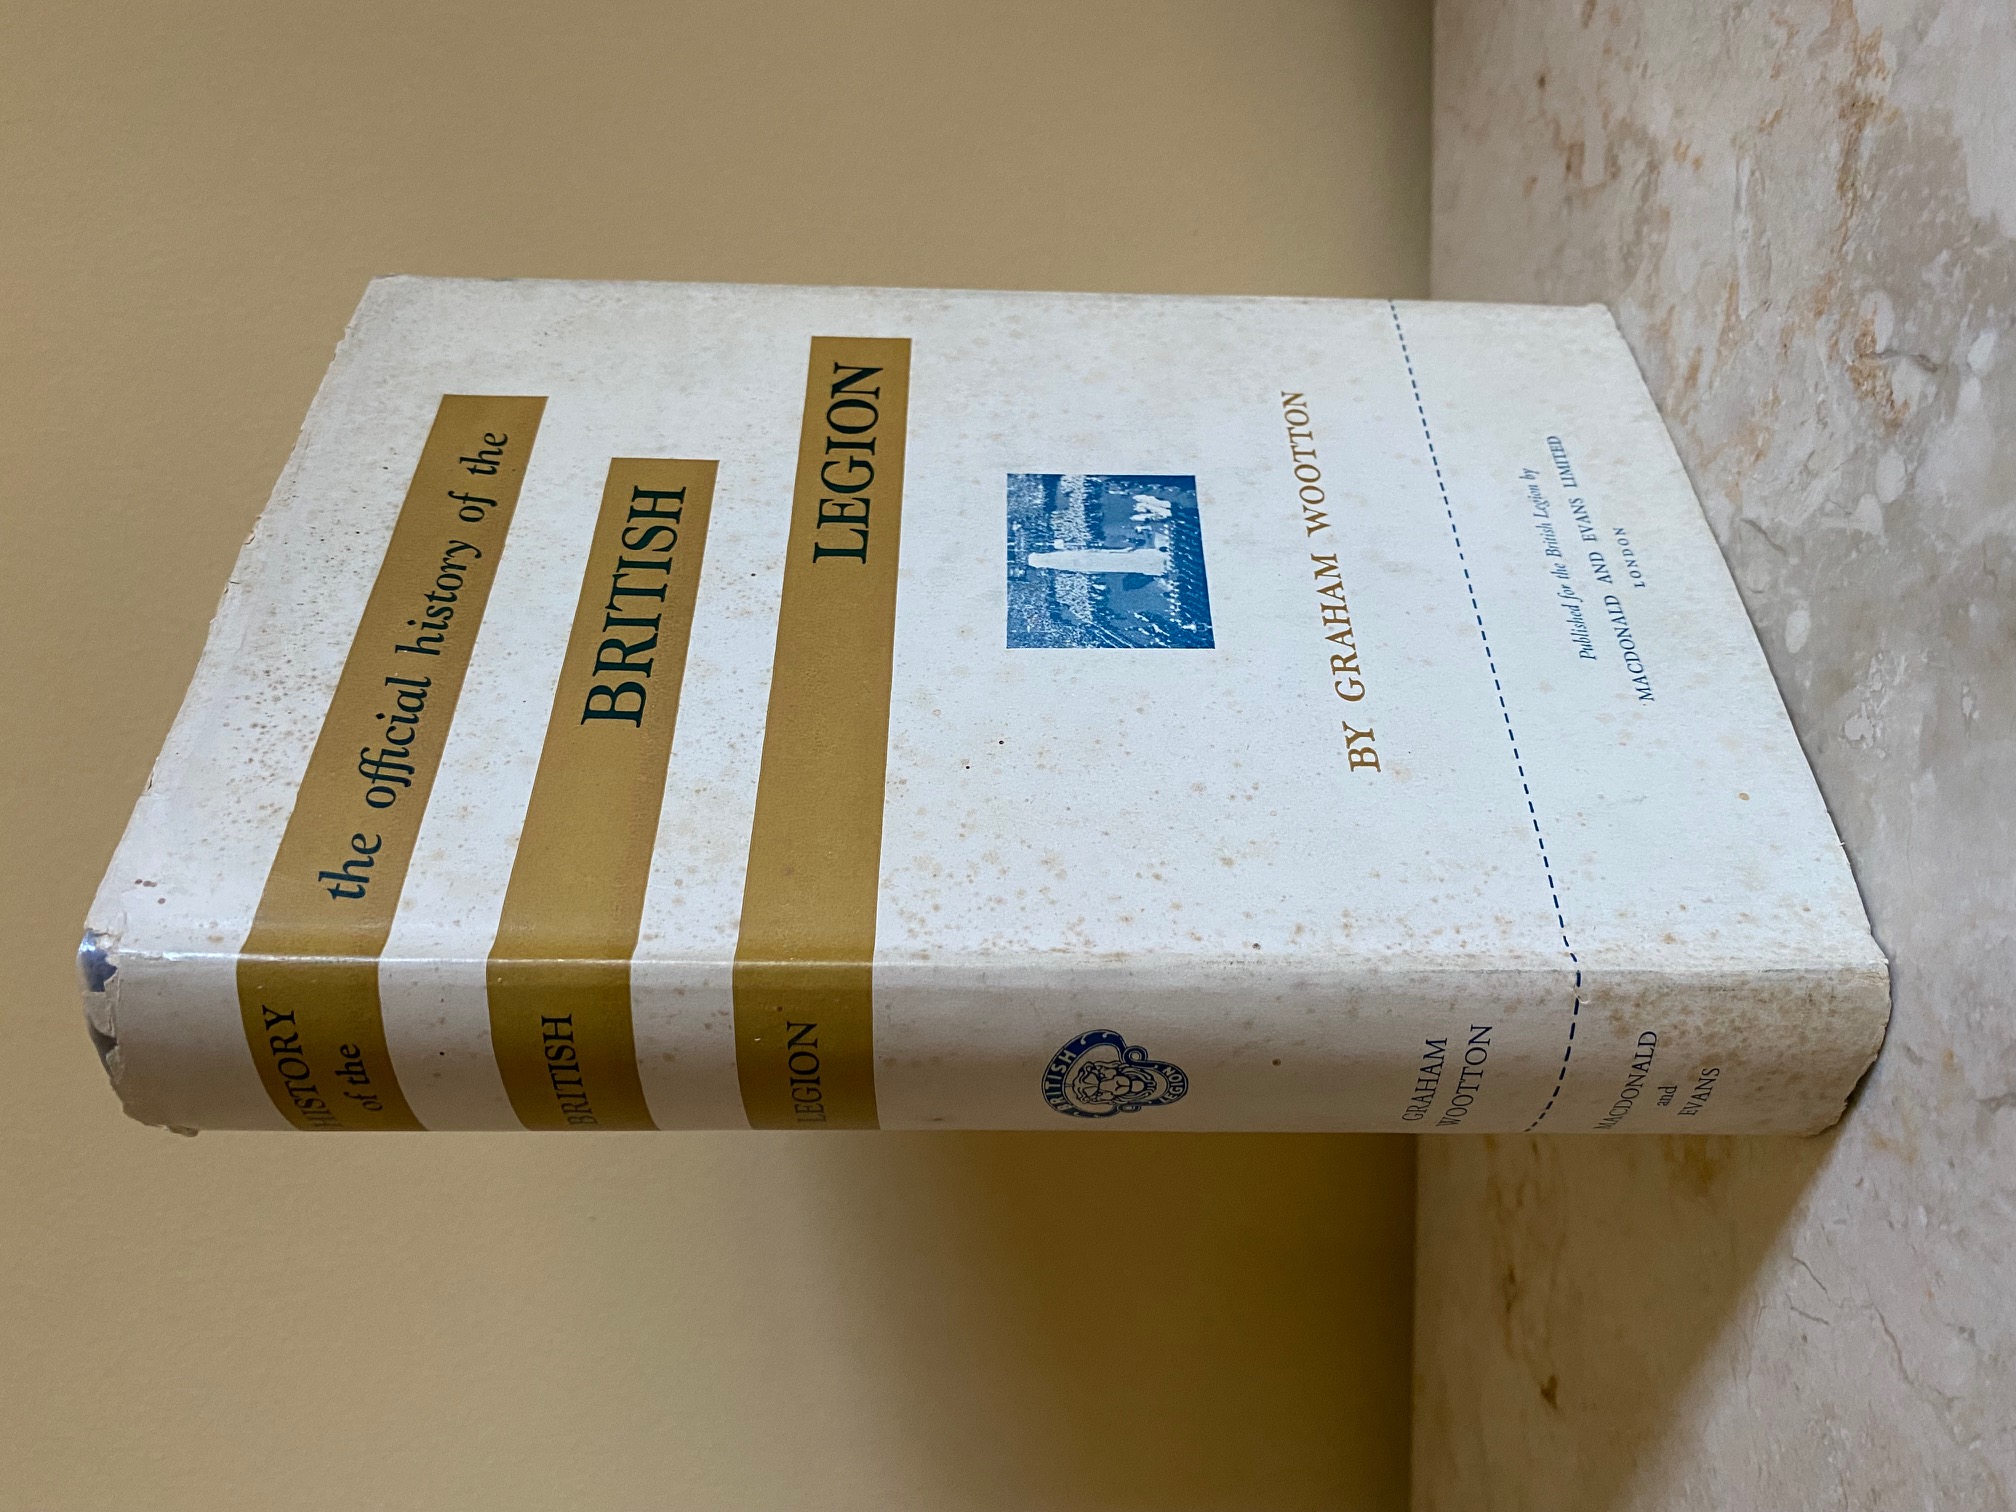 the official history of the
BRITISH
LEGION
BY GRAHAM WOOTTON
Published for the British Legion by
MACDONALD AND EVANS LIMITED
LONDON
HISTORY
of the
BRITISH
LEGION
BRITISH
LEGION
GRAHAM
WOOTTON
MACDONALD
and
EVANS